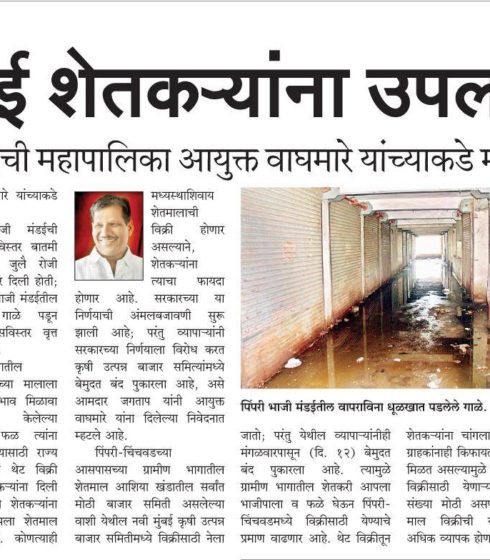 ई शेतकऱ्यांना उपल
ची महापालिका आयुक्त वाघमारे यांच्याकडे म
रे यांच्याकडे
जी मंडईची
विस्तर बातमी
जुलै रोजी
र दिली होती;
भाजी मंडईतील
गाळे पडून
सविस्तर वृत्त
तील
च्या मालाला
भाव मिळावा
केलेल्या
फळ त्यांना
यासाठी राज्य
थेट विक्री
शेतकऱ्यांना
ना शेतकऱ्यांना
पला शेतमाल
. कोणत्याही
मध्यस्थाशिवाय
शेतमालाची
विक्री होणार
असल्याने,
शेतकऱ्यांना
त्याचा फायदा
होणार आहे. सरकारच्या या
निर्णयाची अंमलबजावणी सुरू
झाली आहे; परंतु व्यापाऱ्यांनी
सरकारच्या निर्णयाला विरोध करत
कृषी उत्पन्न बाजार समित्यांमध्ये
बेमुदत बंद पुकारला आहे, असे
आमदार जगताप यांनी आयुक्त
वाघमारे यांना दिलेल्या निवेदनात
म्हटले आहे.
पिंपरी-चिंचवडच्या
आसपासच्या ग्रामीण भागातील
शेतमाल आशिया खंडातील सर्वांत
मोठी बाजार समिती असलेल्या
वाशी येथील नवी मुंबई कृषी उत्पन्न
बाजार समितीमध्ये विक्रीसाठी नेला
पिंपरी भाजी मंडईतील वापराविना धूळखात पडलेले गाळे.
जातो; परंतु येथील व्यापाऱ्यांनीही
मंगळवारपासून (दि. १२) बेमुदत
बंद पुकारला आहे. त्यामुळे
ग्रामीण भागातील शेतकरी आपला
भाजीपाला व फळे घेऊन पिंपरी-
चिंचवडमध्ये विक्रीसाठी येण्याचे
प्रमाण वाढणार आहे. थेट विक्रीतून
शेतकऱ्यांना चांगला
ग्राहकांनाही किफायत
मिळत असल्यामुळे
विक्रीसाठी येणाऱ्य
संख्या मोठी असण
माल विक्रीची ग
अधिक व्यापक होण